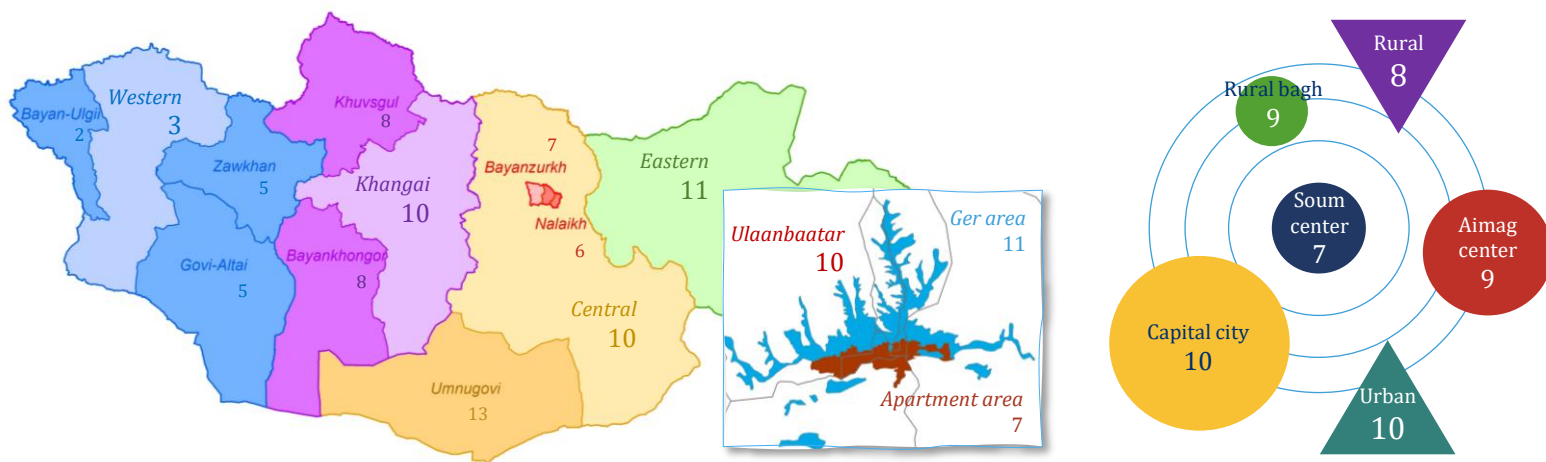 Bayan-Ulgii
2
Western
3
Khuvsgul
8
Zawkhan
5
Khangai
10
Govi-Altai
5
Bayankhongor
8
7
Bayanzurkh
Nalaikh
6
Central
10
Umnugovi
13
Eastern
11
Ulaanbaatar
10
Ger area
11
Apartment area
7
Rural
8
Rural bagh
9
Soum
center
7
Aimag
center
9
Capital city
10
Urban
10